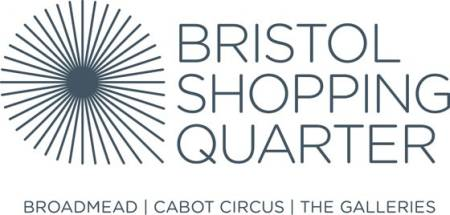 BRISTOL
SHOPPING
QUARTER
BROADMEAD | CABOT CIRCUS | THE GALLERIES